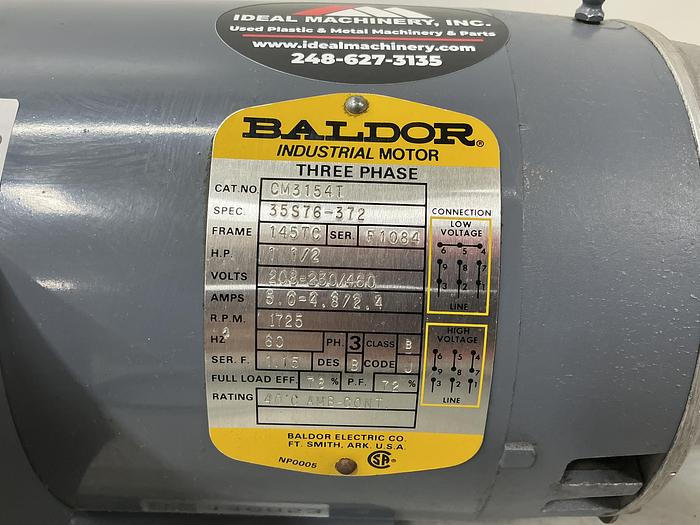 IDEAL MACHINERY, INC.
Used Plastic & Metal Machinery & Parts
www.idealmachinery.com
248-627-3135
BALDOR®
INDUSTRIAL MOTOR
THREE PHASE
CAT.NO. CM3154T
SPEC. 35S76-372
FRAME 145TC SER. F1084
H.P. 1 1/2
VOLTS 208-230/460
AMPS 5.0-4.8/2.4
R.P.M. 1725
HZ 60 PH. 3 CLASS B
SER. F. 1.15 DES B CODE J
FULL LOAD EFF. 78 % P.F. 72 %
RATING 40°C AMB-CONT
CONNECTION
LOW
VOLTAGE
6 5 4
9 8 7
3 2 1
LINE
HIGH
VOLTAGE
6 5 4
9 8 7
3 2 1
LINE
BALDOR ELECTRIC CO.
FT. SMITH, ARK. U.S.A.
NP0005
SA